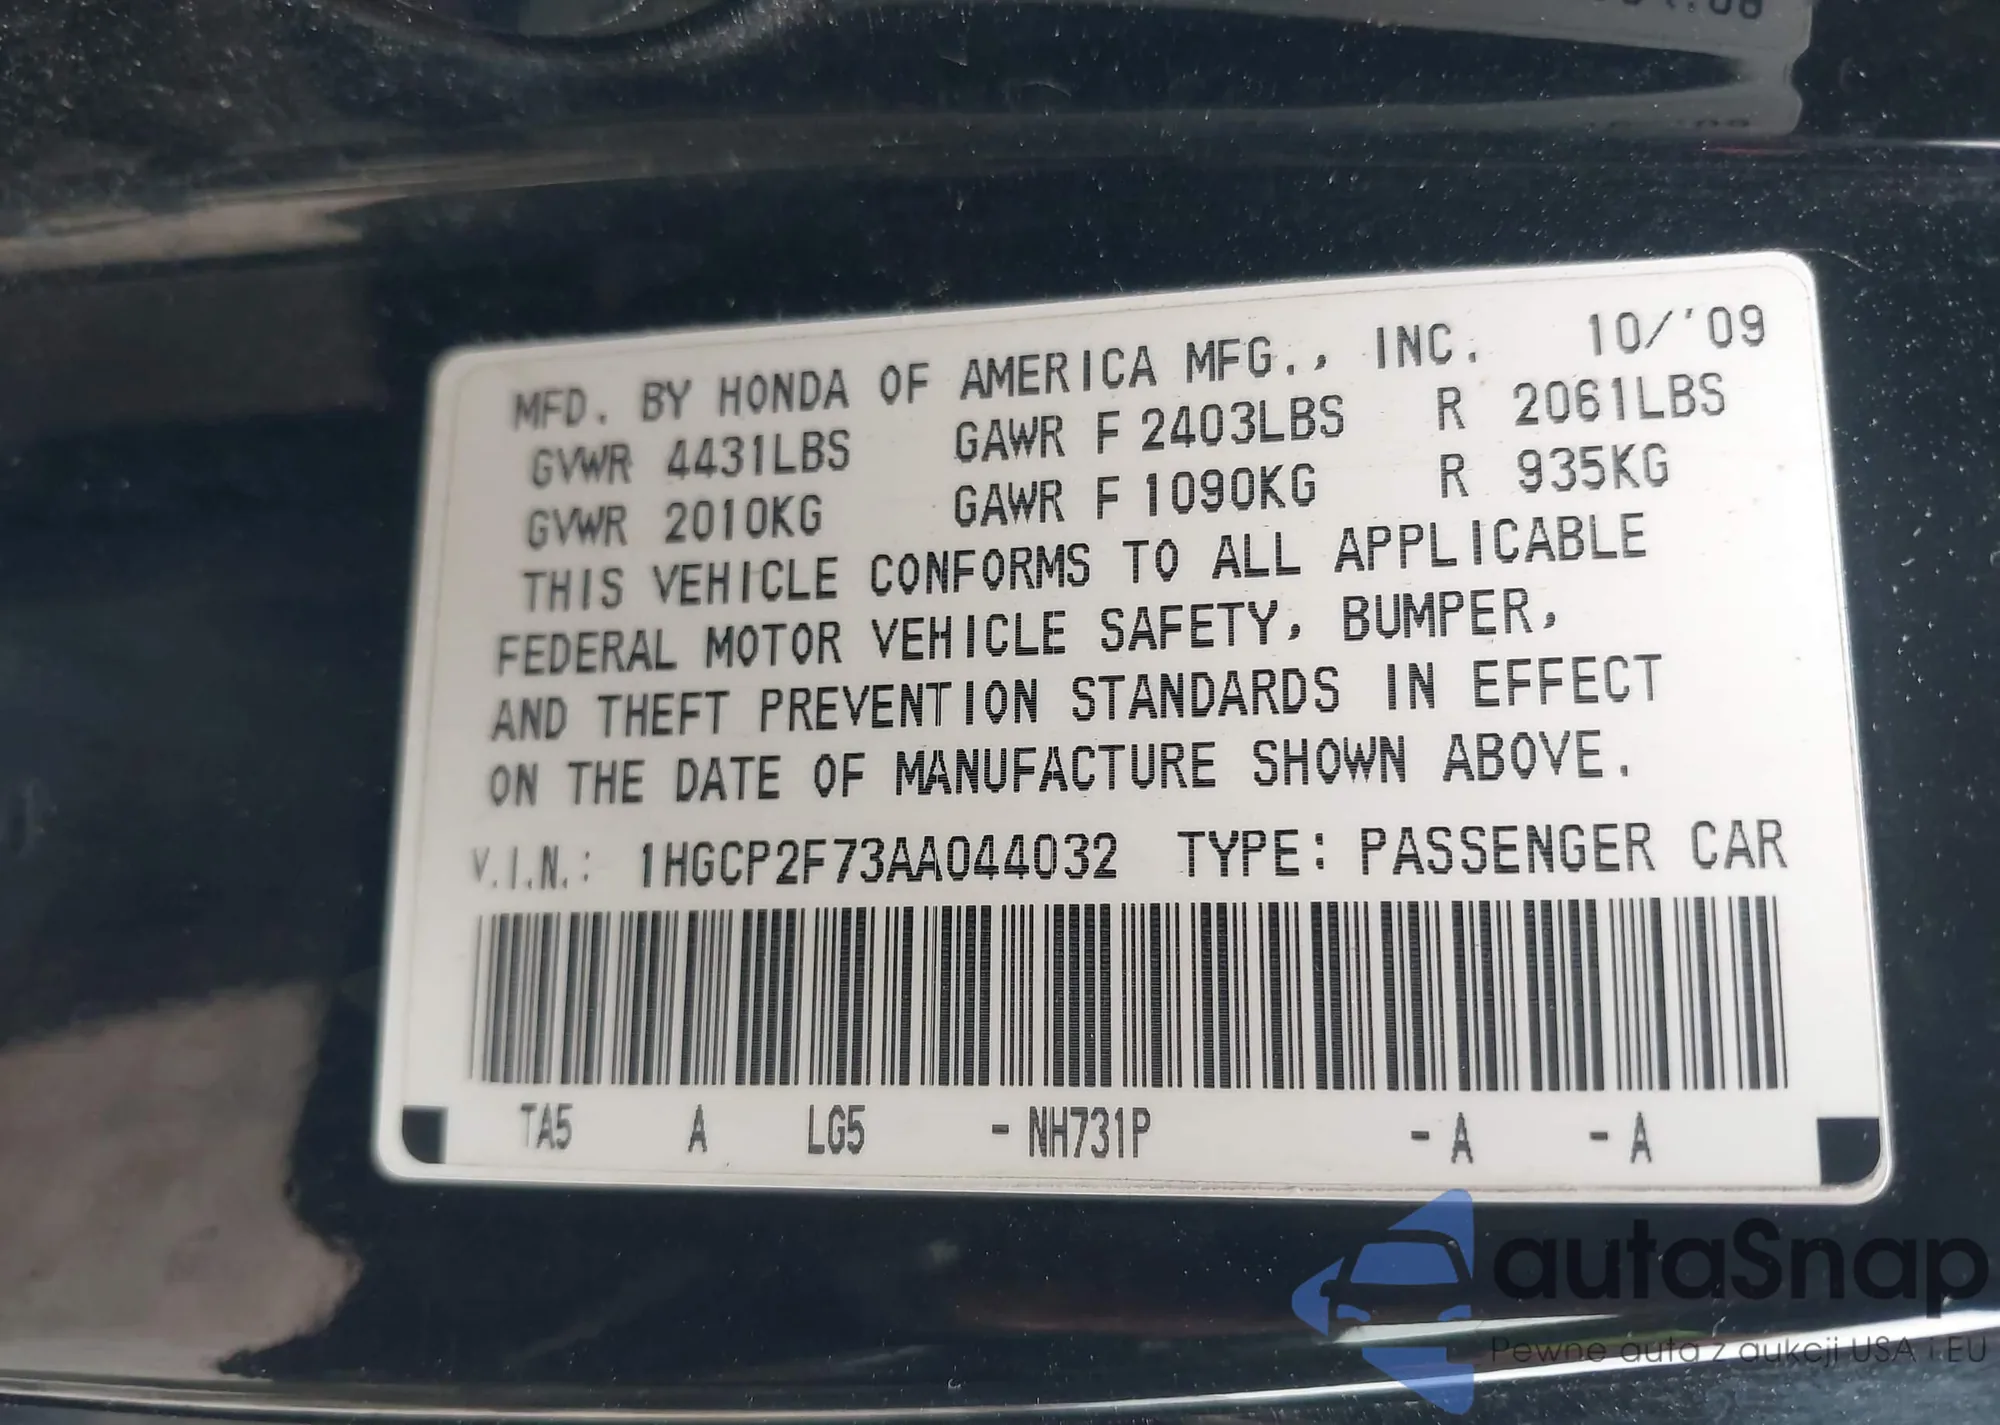 MFD. BY HONDA OF AMERICA MFG., INC. 10/'09
GVWR 4431LBS GAWR F 2403LBS R 2061LBS
GVWR 2010KG GAWR F 1090KG R 935KG
THIS VEHICLE CONFORMS TO ALL APPLICABLE
FEDERAL MOTOR VEHICLE SAFETY, BUMPER,
AND THEFT PREVENTION STANDARDS IN EFFECT
ON THE DATE OF MANUFACTURE SHOWN ABOVE.
V.I.N.: 1HGCP2F73AA044032 TYPE: PASSENGER CAR
TA5 A LG5 - NH731P - A - A
autaSnap
Pewne auta z aukcji USA i EU